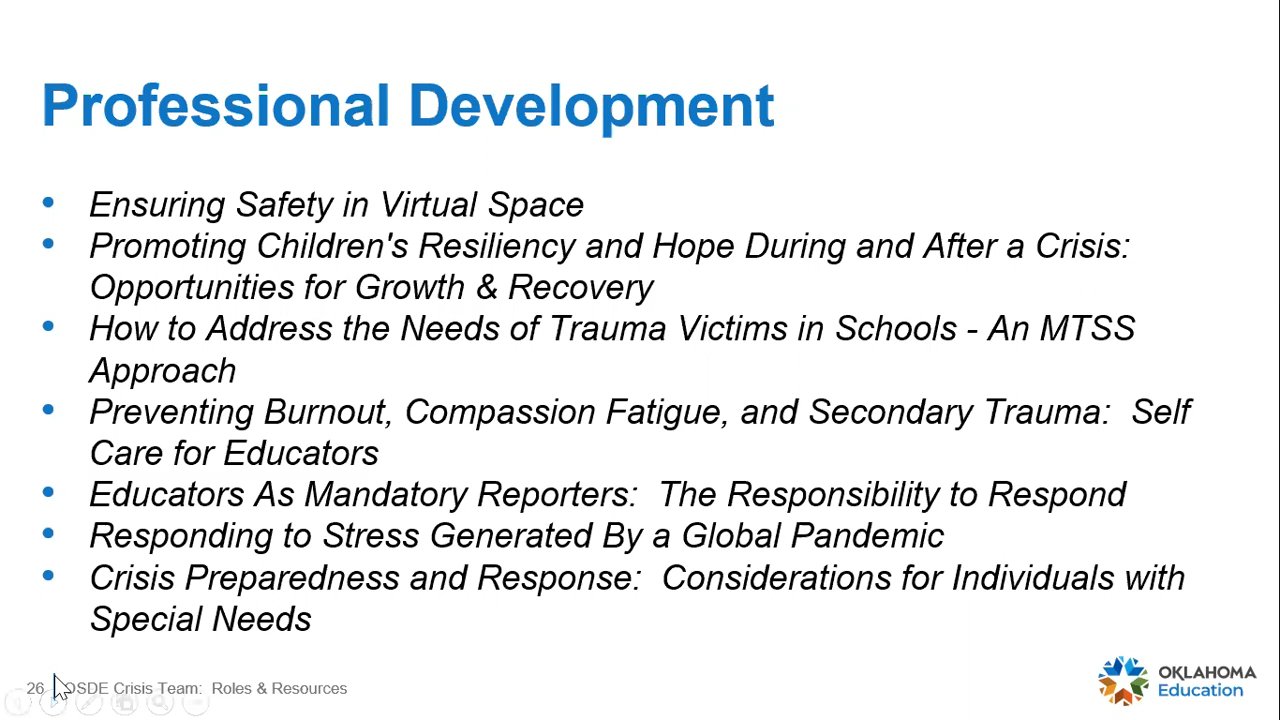 Professional Development
• Ensuring Safety in Virtual Space
• Promoting Children's Resiliency and Hope During and After a Crisis:
Opportunities for Growth & Recovery
• How to Address the Needs of Trauma Victims in Schools - An MTSS
Approach
• Preventing Burnout, Compassion Fatigue, and Secondary Trauma:  Self
Care for Educators
• Educators As Mandatory Reporters:  The Responsibility to Respond
• Responding to Stress Generated By a Global Pandemic
• Crisis Preparedness and Response:  Considerations for Individuals with
Special Needs
26 OSDE Crisis Team:  Roles & Resources
OKLAHOMA
Education